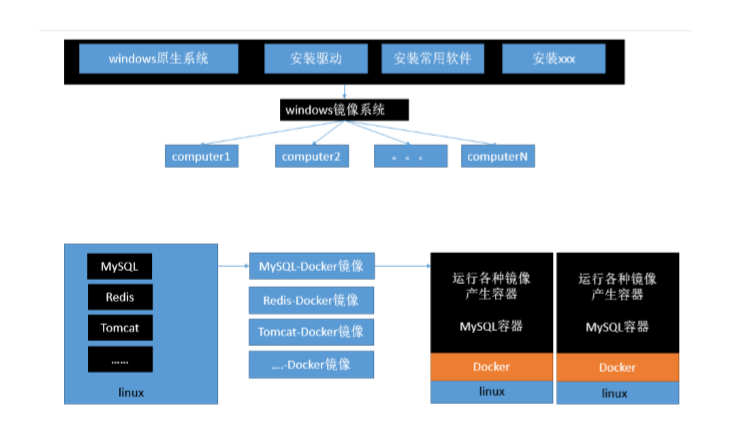 windows原生系统
安装驱动
安装常用软件
安装xxx
windows镜像系统
computer1
computer2
。。。
computerN
MySQL
Redis
Tomcat
......
linux
MySQL-Docker镜像
Redis-Docker镜像
Tomcat-Docker镜像
....-Docker镜像
运行各种镜像
产生容器
MySQL容器
Docker
linux
运行各种镜像
产生容器
MySQL容器
Docker
linux